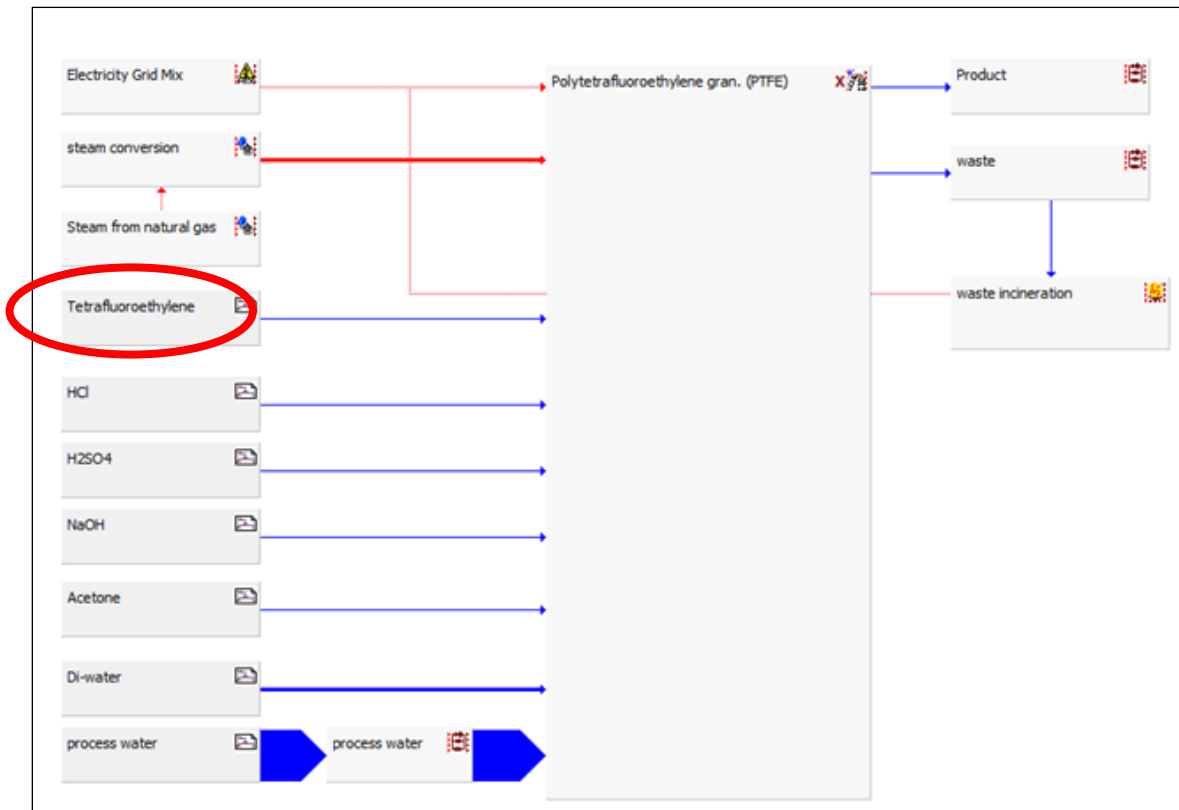 Electricity Grid Mix
steam conversion
Steam from natural gas
Tetrafluoroethylene
HCl
H2SO4
NaOH
Acetone
Di-water
process water
process water
Polytetrafluoroethylene gran. (PTFE)
X
Product
waste
waste incineration